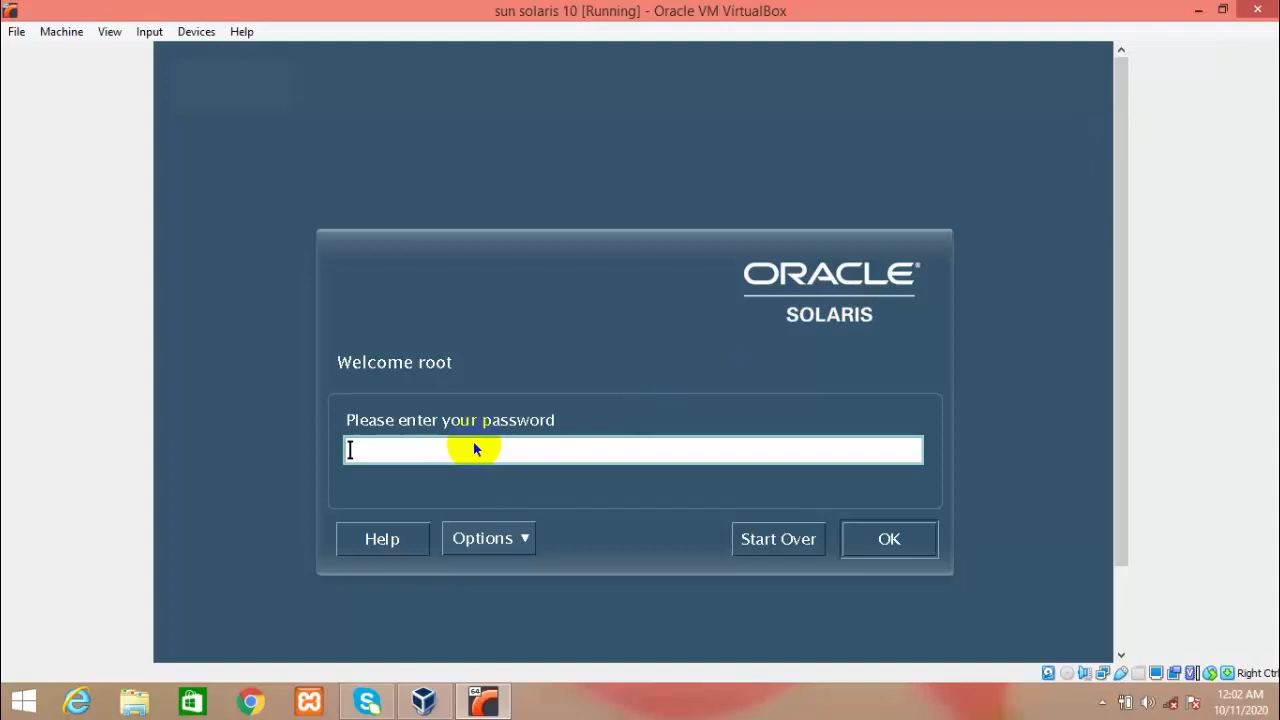 sun solaris 10 [Running] - Oracle VM VirtualBox
File Machine View Input Devices Help
ORACLE®
SOLARIS
Welcome root
Please enter your password
Help Options ▼ Start Over OK
Right Ctrl
64
12:02 AM
10/11/2020